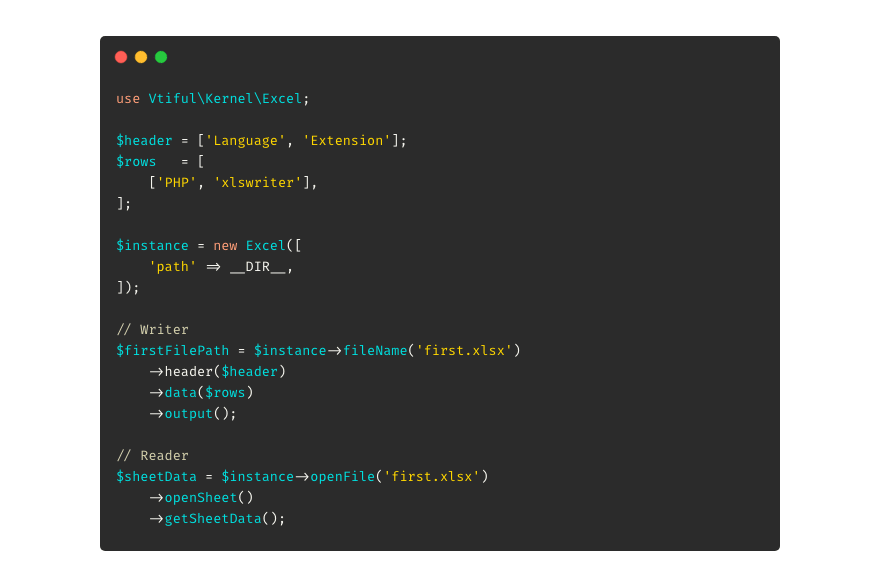 use Vtiful\Kernel\Excel;
$header = ['Language', 'Extension'];
$rows   = [
    ['PHP', 'xlswriter'],
];
$instance = new Excel([
    'path' => __DIR__,
]);
// Writer
$firstFilePath = $instance->fileName('first.xlsx')
    ->header($header)
    ->data($rows)
    ->output();
// Reader
$sheetData = $instance->openFile('first.xlsx')
    ->openSheet()
    ->getSheetData();